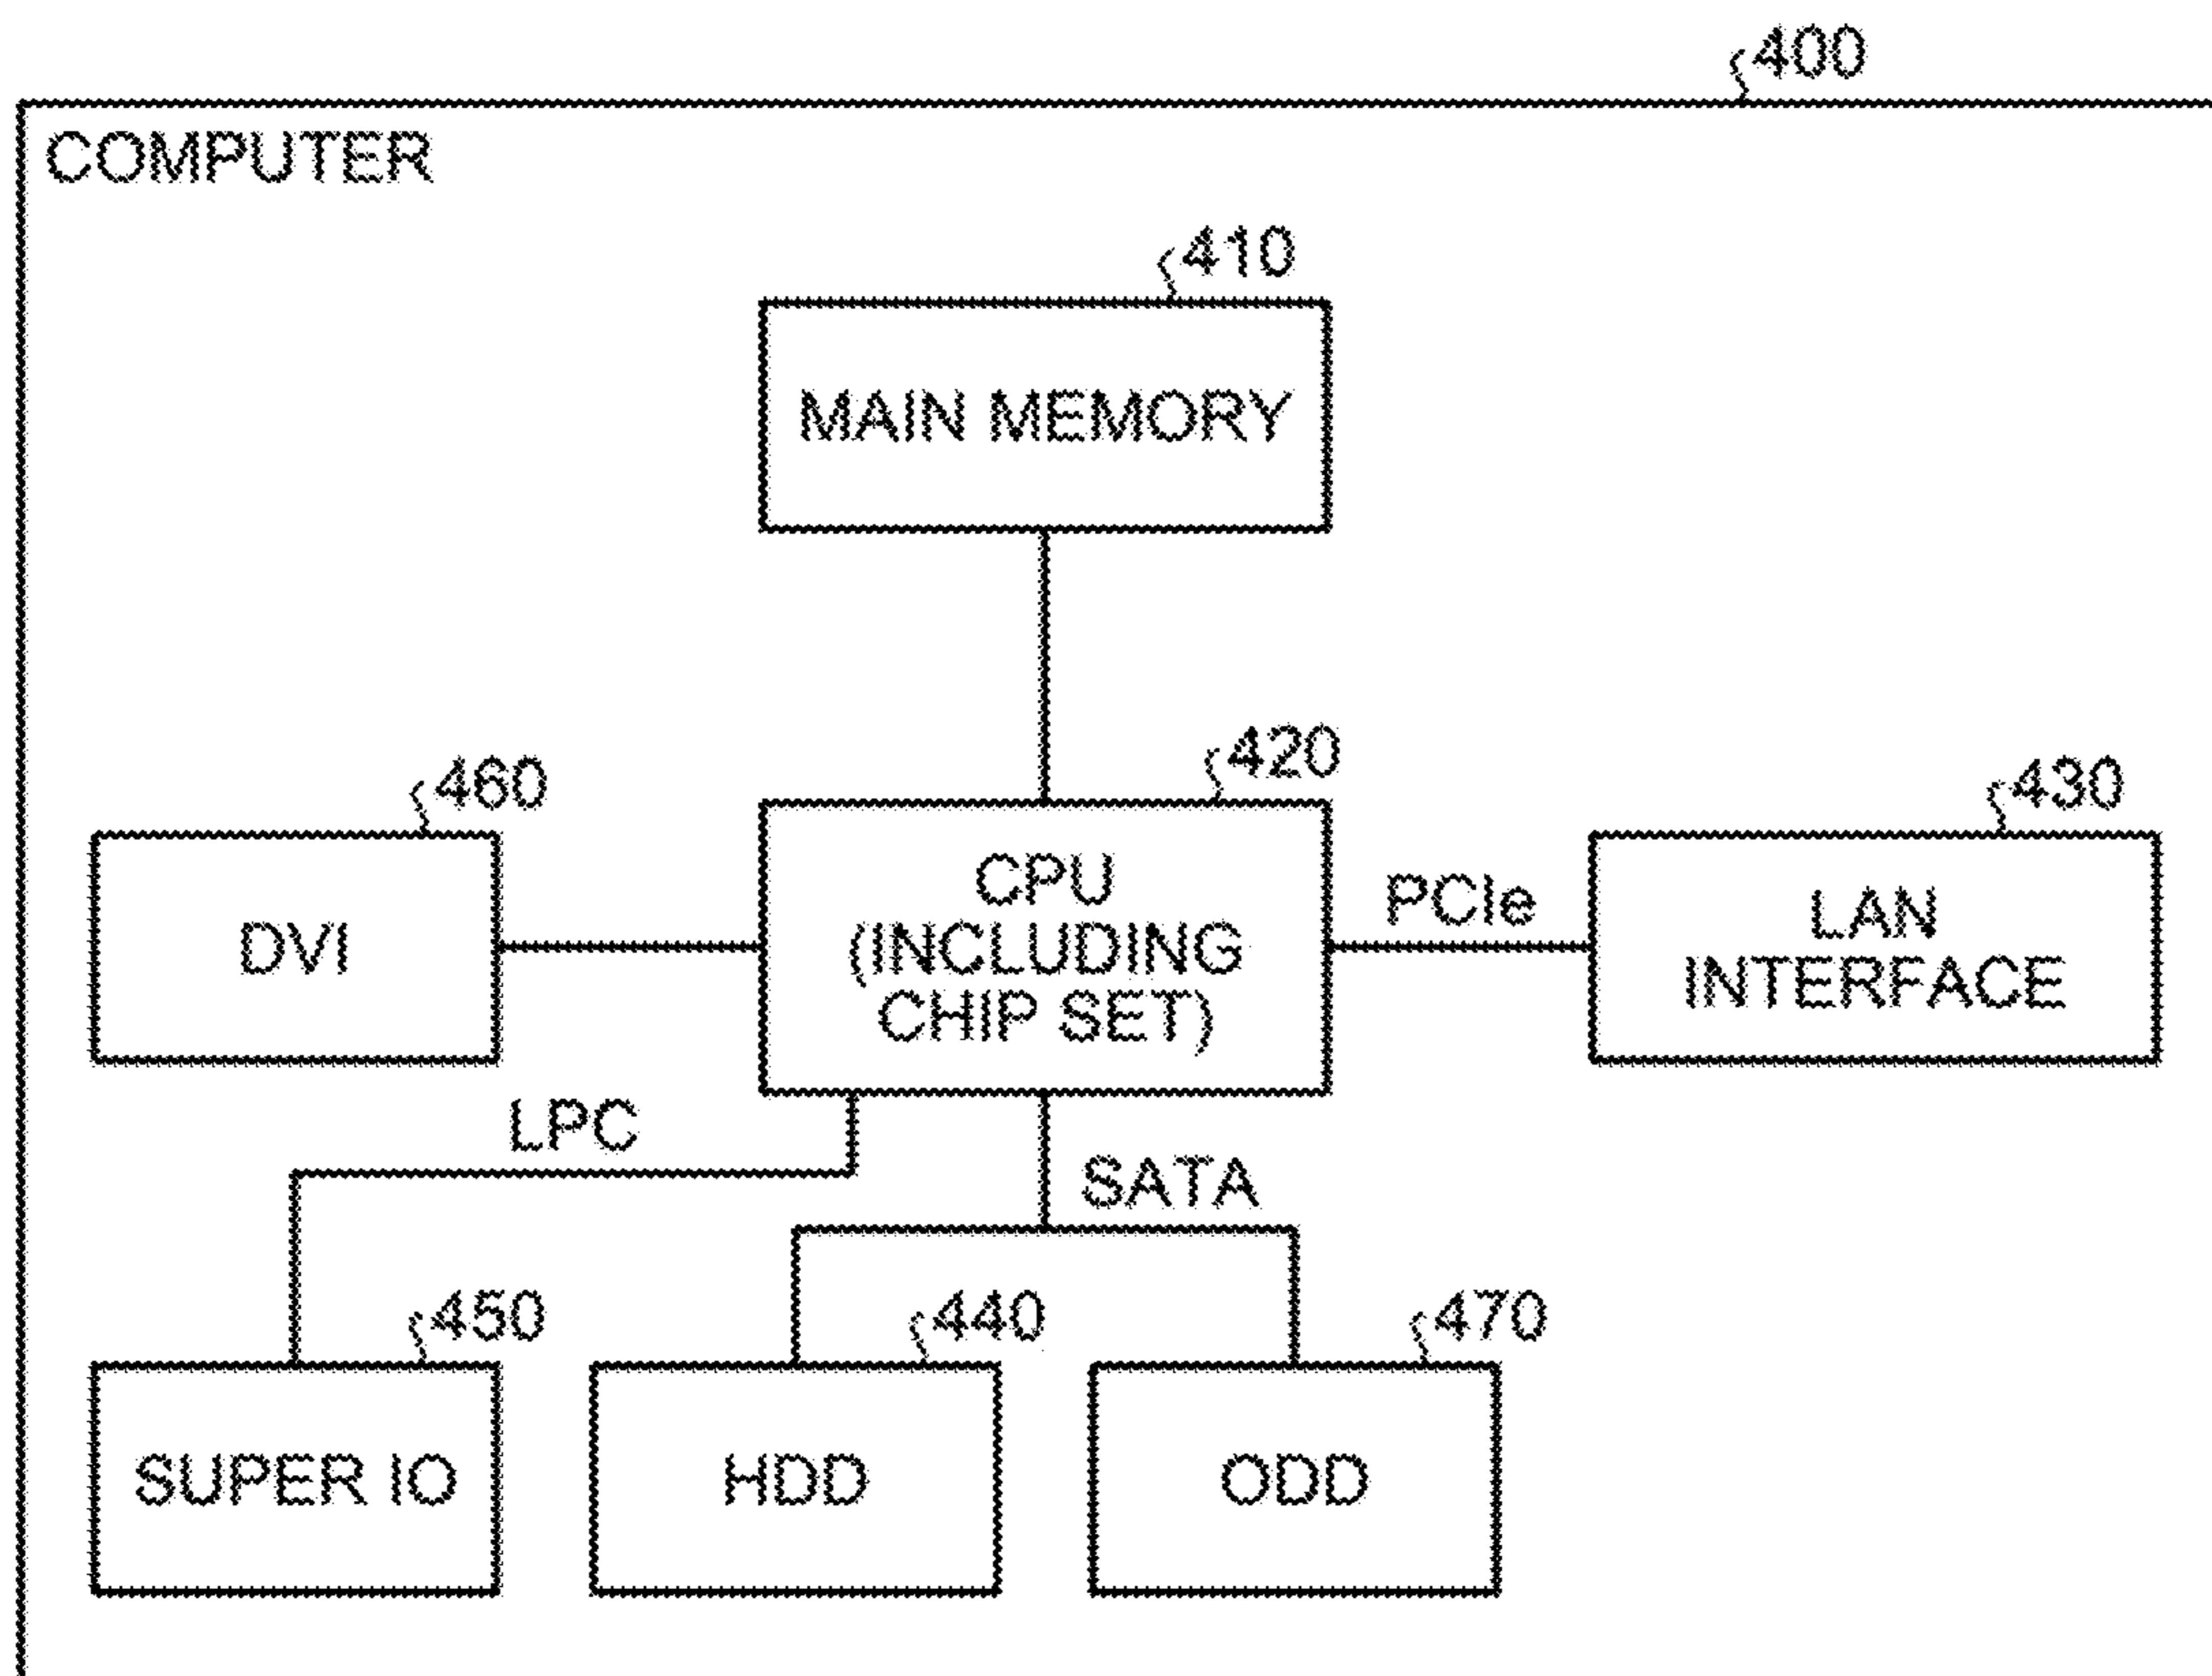 400
COMPUTER
410
MAIN MEMORY
460
420
430
DVI
CPU
(INCLUDING
CHIP SET)
PCIe
LAN
INTERFACE
LPC
SATA
450
440
470
SUPER IO
HDD
ODD